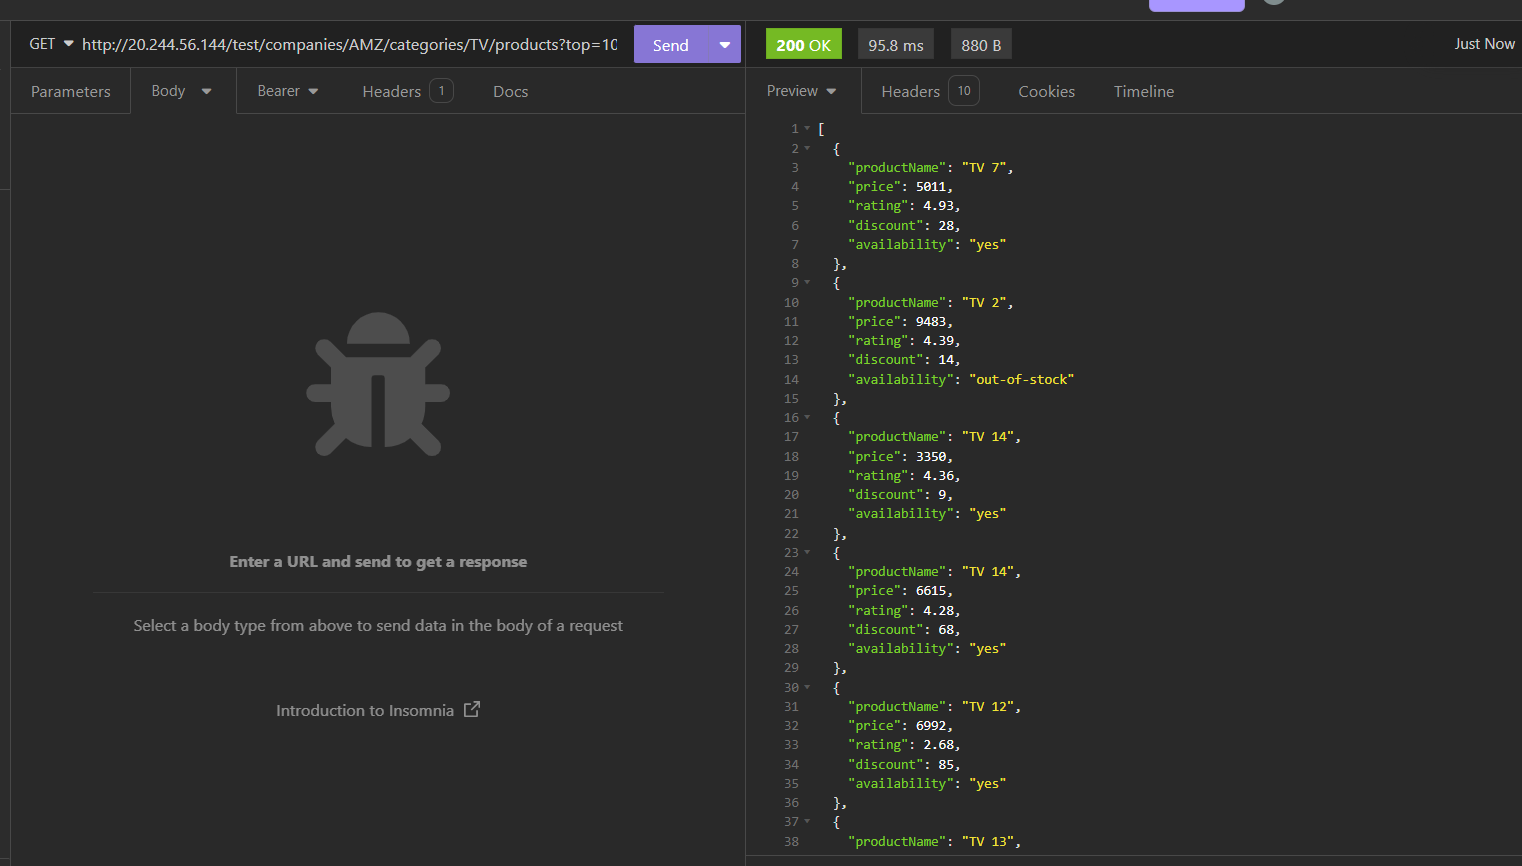 GET http://20.244.56.144/test/companies/AMZ/categories/TV/products?top=10 Send
200 OK 95.8 ms 880 B Just Now
Parameters Body Bearer Headers 1 Docs
Preview Headers 10 Cookies Timeline
Enter a URL and send to get a response
Select a body type from above to send data in the body of a request
Introduction to Insomnia
1 [
2 {
3 "productName": "TV 7",
4 "price": 5011,
5 "rating": 4.93,
6 "discount": 28,
7 "availability": "yes"
8 },
9 {
10 "productName": "TV 2",
11 "price": 9483,
12 "rating": 4.39,
13 "discount": 14,
14 "availability": "out-of-stock"
15 },
16 {
17 "productName": "TV 14",
18 "price": 3350,
19 "rating": 4.36,
20 "discount": 9,
21 "availability": "yes"
22 },
23 {
24 "productName": "TV 14",
25 "price": 6615,
26 "rating": 4.28,
27 "discount": 68,
28 "availability": "yes"
29 },
30 {
31 "productName": "TV 12",
32 "price": 6992,
33 "rating": 2.68,
34 "discount": 85,
35 "availability": "yes"
36 },
37 {
38 "productName": "TV 13",